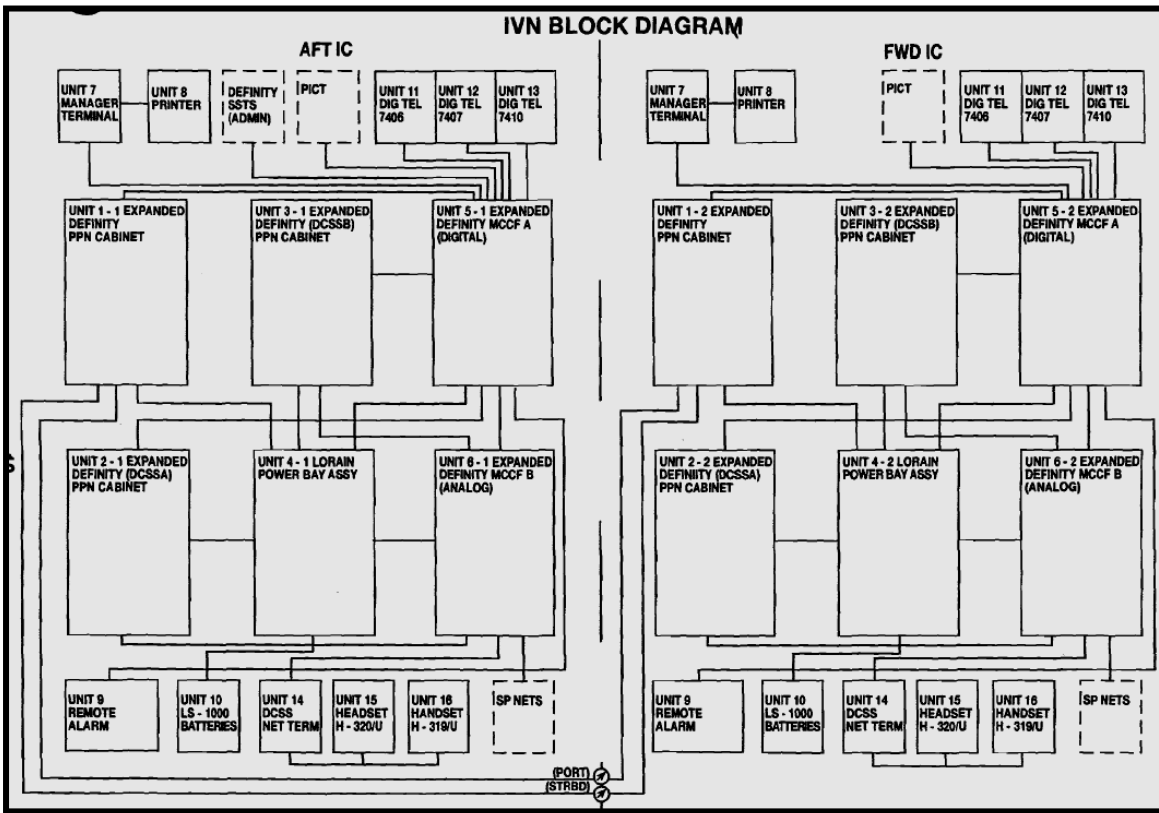 IVN BLOCK DIAGRAM
AFT IC
FWD IC
UNIT 7
MANAGER
TERMINAL
UNIT 8
PRINTER
DEFINITY
SSTS
(ADMIN)
PICT
UNIT 11
DIG TEL
7406
UNIT 12
DIG TEL
7407
UNIT 13
DIG TEL
7410
UNIT 7
MANAGER
TERMINAL
UNIT 8
PRINTER
PICT
UNIT 11
DIG TEL
7406
UNIT 12
DIG TEL
7407
UNIT 13
DIG TEL
7410
UNIT 1 - 1 EXPANDED
DEFINITY
PPN CABINET
UNIT 3 - 1 EXPANDED
DEFINITY (DCSSB)
PPN CABINET
UNIT 5 - 1 EXPANDED
DEFINITY MCCF A
(DIGITAL)
UNIT 1 - 2 EXPANDED
DEFINITY
PPN CABINET
UNIT 3 - 2 EXPANDED
DEFINITY (DCSSB)
PPN CABINET
UNIT 5 - 2 EXPANDED
DEFINITY MCCF A
(DIGITAL)
UNIT 2 - 1 EXPANDED
DEFINITY (DCSSA)
PPN CABINET
UNIT 4 - 1 LORAIN
POWER BAY ASSY
UNIT 6 - 1 EXPANDED
DEFINITY MCCF B
(ANALOG)
UNIT 2 - 2 EXPANDED
DEFINIITY (DCSSA)
PPN CABINET
UNIT 4 - 2 LORAIN
POWER BAY ASSY
UNIT 6 - 2 EXPANDED
DEFINITY MCCF B
(ANALOG)
UNIT 9
REMOTE
ALARM
UNIT 10
LS - 1000
BATTERIES
UNIT 14
DCSS
NET TERM
UNIT 15
HEADSET
H - 320/U
UNIT 16
HANDSET
H - 319/U
SP NETS
UNIT 9
REMOTE
ALARM
UNIT 10
LS - 1000
BATTERIES
UNIT 14
DCSS
NET TERM
UNIT 15
HEADSET
H - 320/U
UNIT 16
HANDSET
H - 319/U
SP NETS
(PORT)
(STRBD)